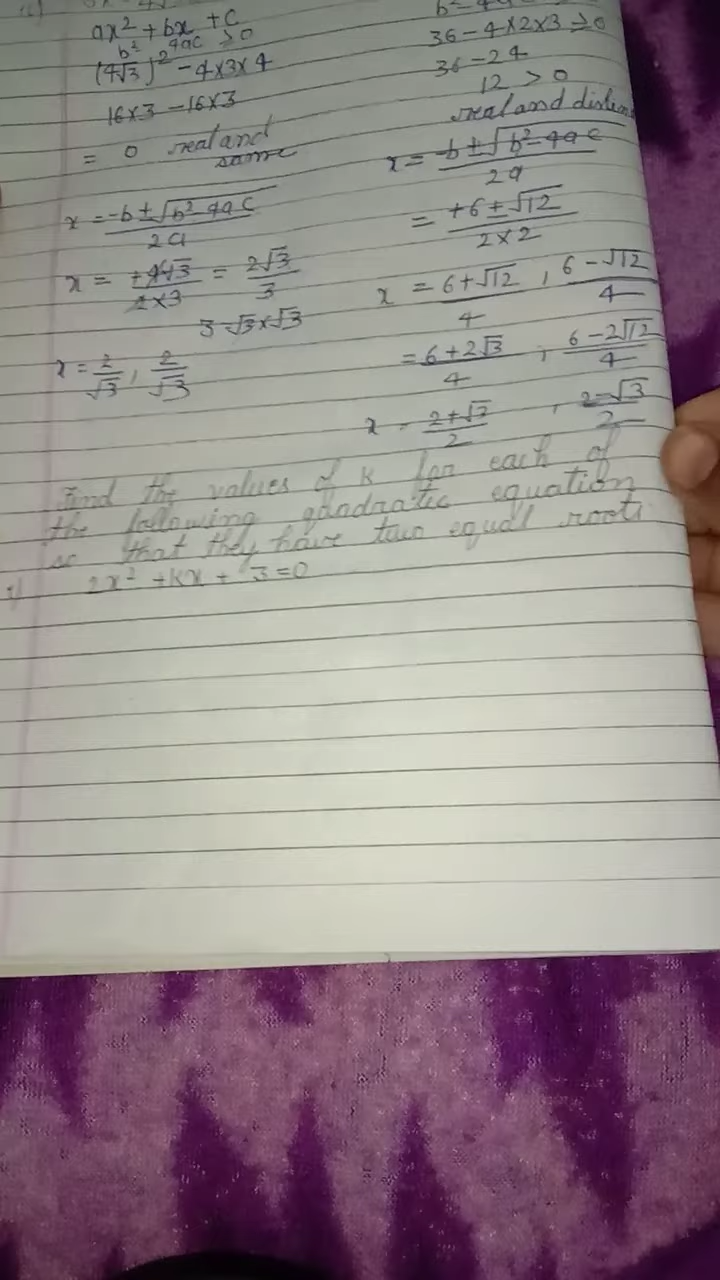 ax² + bx + c
b² 4ac ≥ 0
(4√3)² - 4×3×4
16×3 - 16×3
= 0 real and
same
x = -b ± √b² 4ac / 2a
x = +4√3 / 2×3 = 2√3 / 3
3 √3×√3
x = 2/√3 , 2/√3
36 - 4×2×3 ≥ 0
36 - 24
12 > 0
real and
x = -b ± √b² - 4ac / 2a
= +6 ± √12 / 2×2
x = 6 + √12 / 4 , 6 - √12 / 4
= 6 + 2√3 / 4 , 6 - 2√12 / 4
x = 2 + √3 / 2 , 2 - √3 / 2
Find the values of K for each of
the following quadratic equation
so that they have two equal roots
2x² + Kx + 3 = 0